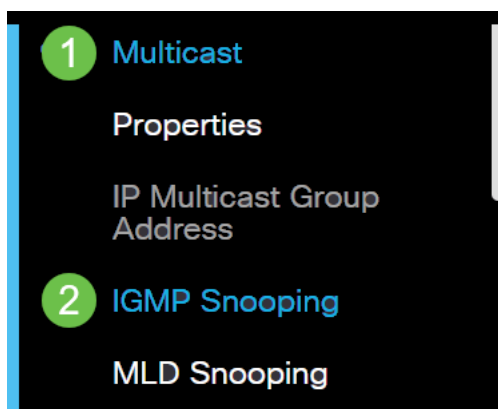 1 Multicast
Properties
IP Multicast Group
Address
2 IGMP Snooping
MLD Snooping